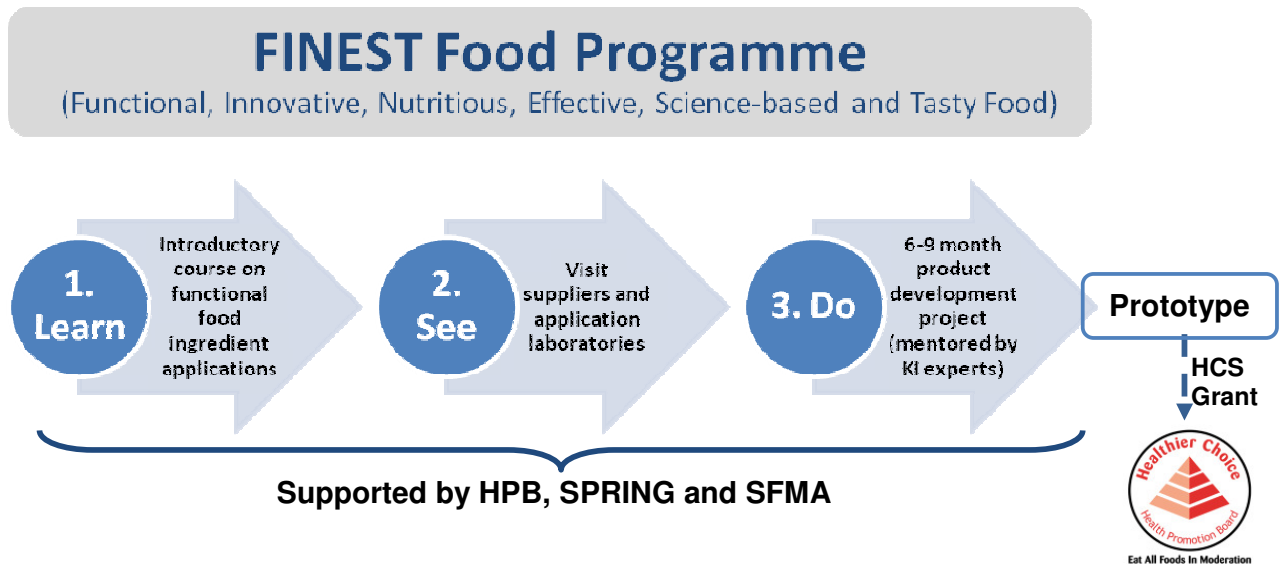 FINEST Food Programme
(Functional, Innovative, Nutritious, Effective, Science-based and Tasty Food)
1.
Learn
Introductory
course on
functional
food
ingredient
applications
2.
See
Visit
suppliers and
application
laboratories
3. Do
6-9 month
product
development
project
(mentored by
KI experts)
Prototype
HCS
Grant
Supported by HPB, SPRING and SFMA
Healthier Choice
Health Promotion Board
Eat All Foods In Moderation